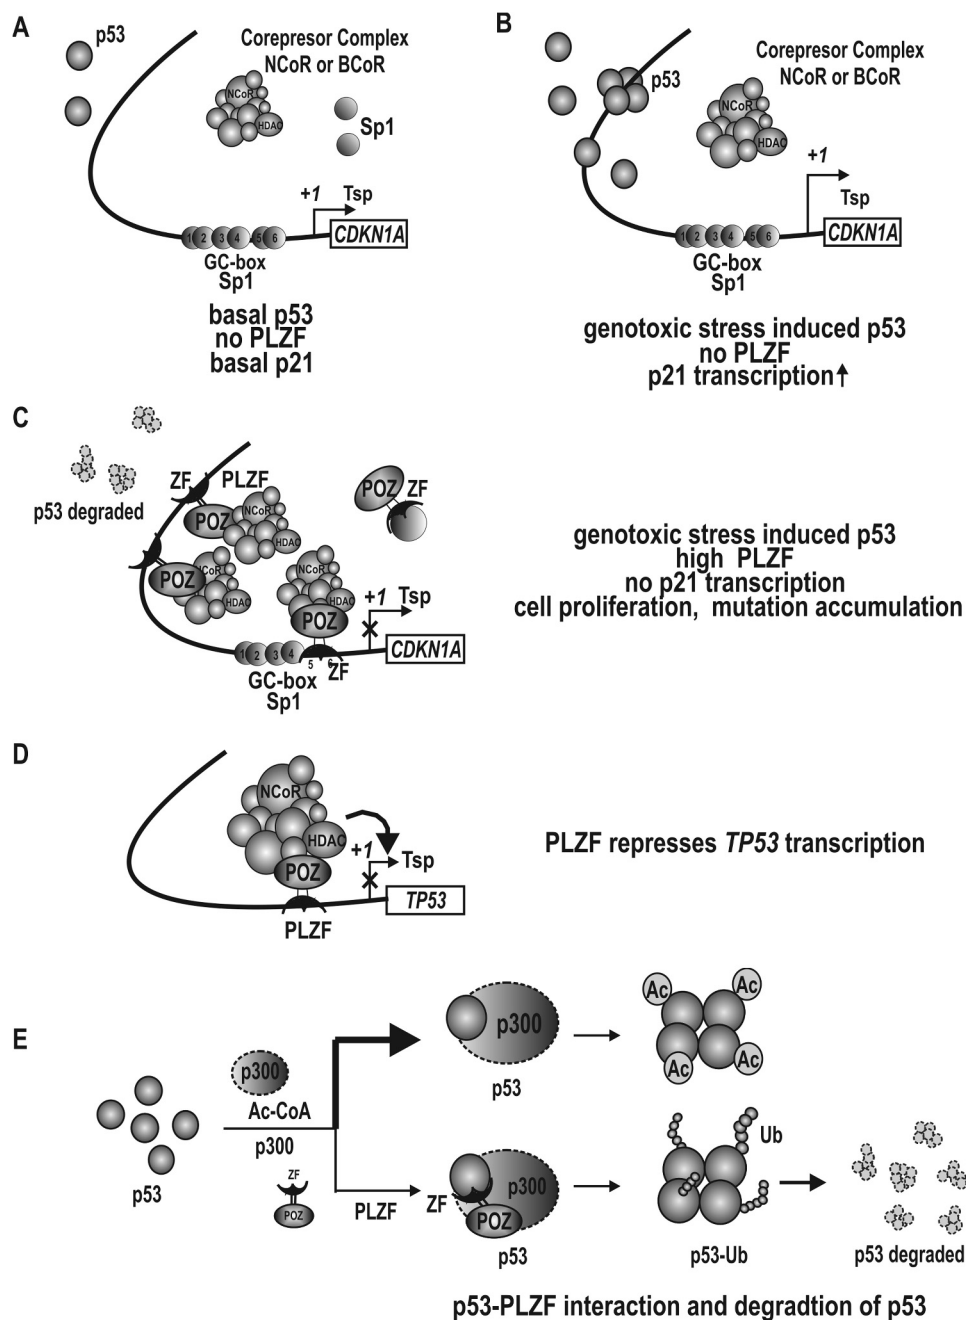 A
p53
Corepresor Complex
NCoR or BCoR
NCoR
HDAC
Sp1
+1
Tsp
1 2 3 4 5 6
CDKN1A
GC-box
Sp1
basal p53
no PLZF
basal p21
B
p53
Corepresor Complex
NCoR or BCoR
NCoR
HDAC
+1
Tsp
1 2 3 4 5 6
CDKN1A
GC-box
Sp1
genotoxic stress induced p53
no PLZF
p21 transcription↑
C
p53 degraded
ZF PLZF
NCoR
POZ
HDAC
POZ ZF
NCoR
POZ
HDAC
NCoR
HDAC
POZ
+1 Tsp
1 2 3 4 5 6
ZF
CDKN1A
GC-box
Sp1
genotoxic stress induced p53
high PLZF
no p21 transcription
cell proliferation, mutation accumulation
D
NCoR
HDAC
POZ
+1
Tsp
TP53
PLZF
PLZF represses TP53 transcription
E
p53
p300
Ac-CoA
p300
ZF
POZ
PLZF
p300
p53
Ac
Ac
Ac
Ac
ZF
p300
POZ
p53
Ub
p53-Ub
p53 degraded
p53-PLZF interaction and degradtion of p53